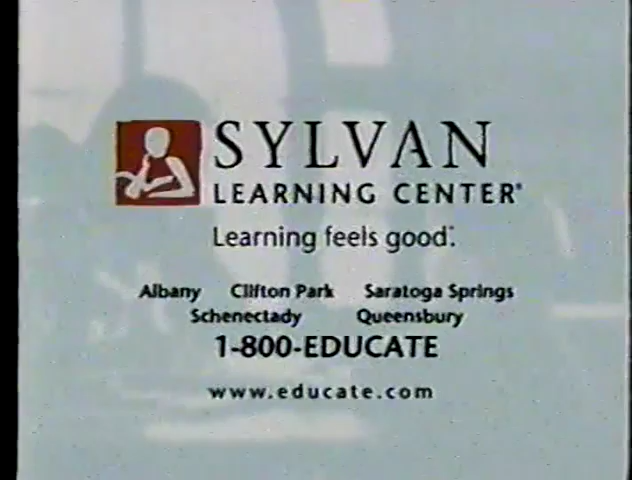 SYLVAN
LEARNING CENTER®
Learning feels good.™
Albany Clifton Park Saratoga Springs
Schenectady Queensbury
1-800-EDUCATE
www.educate.com